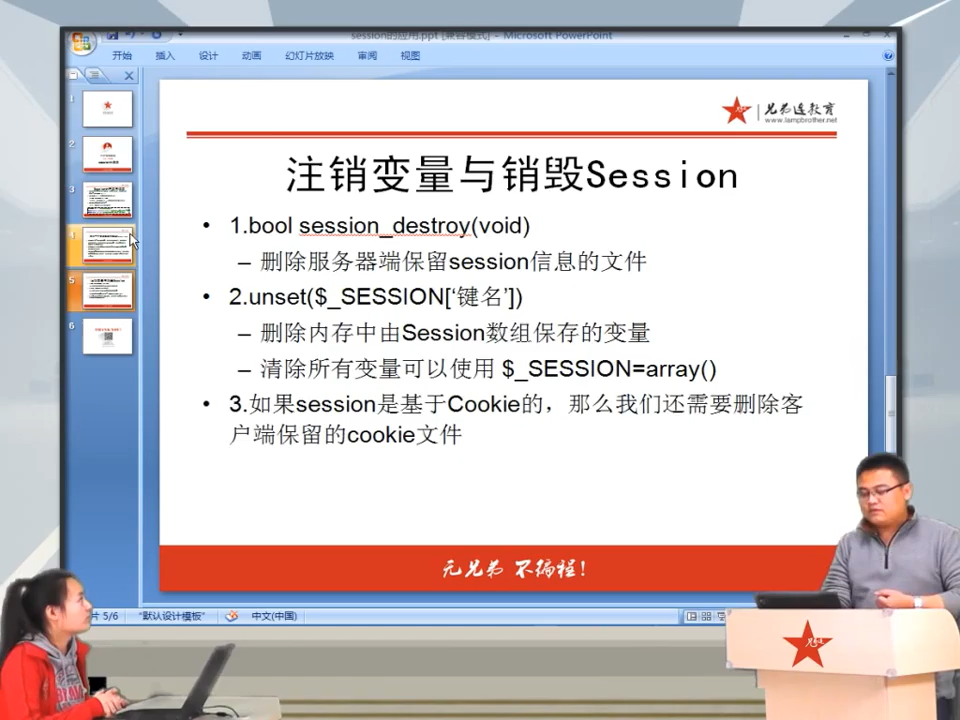 session的应用.ppt [兼容模式] - Microsoft PowerPoint
开始 插入 设计 动画 幻灯片放映 审阅 视图
1
2
3
4
5
6
兄弟连教育
www.lampbrother.net
注销变量与销毁Session
• 1.bool session_destroy(void)
– 删除服务器端保留session信息的文件
• 2.unset($_SESSION[‘键名’])
– 删除内存中由Session数组保存的变量
– 清除所有变量可以使用 $_SESSION=array()
• 3.如果session是基于Cookie的，那么我们还需要删除客
户端保留的cookie文件
无兄弟 不编程!
片 5/6 "默认设计模板" 中文(中国)